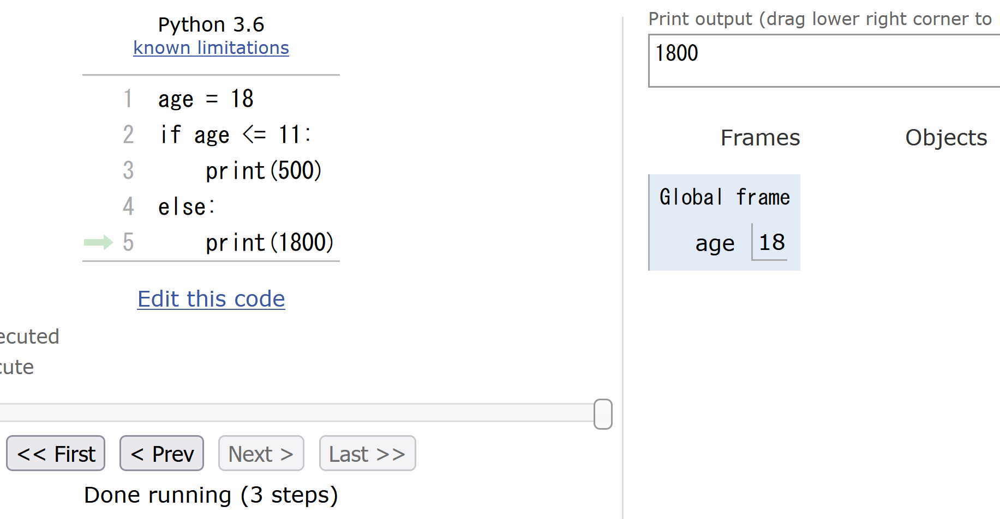 Python 3.6
known limitations
1 age = 18
2 if age <= 11:
3     print(500)
4 else:
5     print(1800)
Edit this code
ecuted
cute
<< First < Prev Next > Last >>
Done running (3 steps)
Print output (drag lower right corner to
1800
Frames Objects
Global frame
age 18